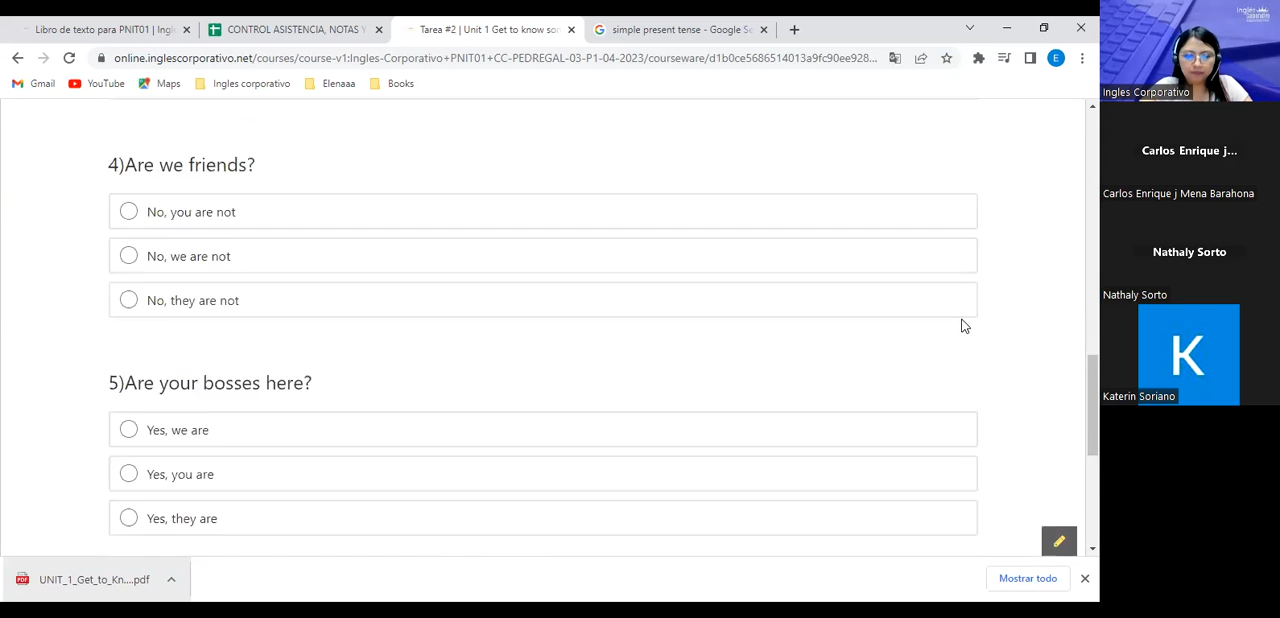 Libro de texto para PNIT01 | Ingl
CONTROL ASISTENCIA, NOTAS Y
Tarea #2 | Unit 1 Get to know som
simple present tense - Google Se
online.inglescorporativo.net/courses/course-v1:Ingles-Corporativo+PNIT01+IC-PEDREGAL-03-P1-04-2023/courseware/d1b0ce5686514013a9fc90ee928...
E
Gmail
YouTube
Maps
Ingles corporativo
Elenaaa
Books
4)Are we friends?
No, you are not
No, we are not
No, they are not
5)Are your bosses here?
Yes, we are
Yes, you are
Yes, they are
PDF
UNIT_1_Get_to_Kn....pdf
Mostrar todo
Ingles Corporativo
Carlos Enrique j...
Carlos Enrique j Mena Barahona
Nathaly Sorto
Nathaly Sorto
K
Katerin Soriano